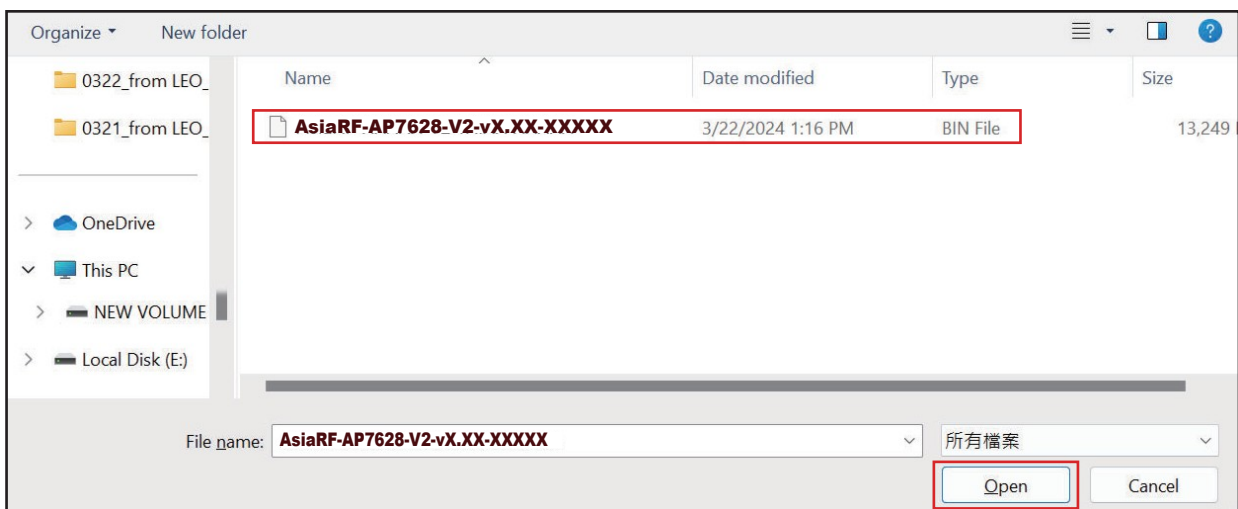 Organize New folder
Name Date modified Type Size
0322_from LEO_
0321_from LEO_
AsiaRF-AP7628-V2-vX.XX-XXXXX 3/22/2024 1:16 PM BIN File 13,249
OneDrive
This PC
NEW VOLUME
Local Disk (E:)
File name: AsiaRF-AP7628-V2-vX.XX-XXXXX 所有檔案
Open Cancel